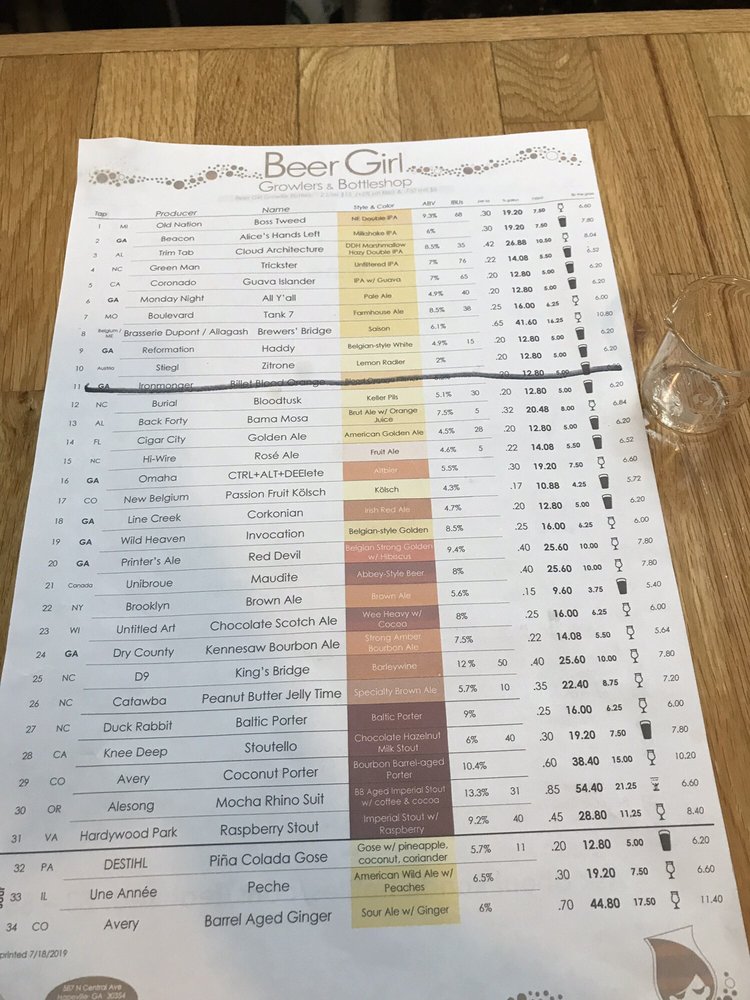 Beer Girl
Growlers & Bottleshop
Tap Producer Name Style & Color ABV IBUs
1 MI Old Nation Boss Tweed NE Double IPA 9.3% 68 .30 19.20 7.50 6.60
2 GA Beacon Alice's Hands Left Milkshake IPA 6% 7.80
3 AL Trim Tab Cloud Architecture DDH Marshmallow Hazy Double IPA 8.5% 35 .42 26.88 10.50 8.04
4 NC Green Man Trickster Unfiltered IPA 7% 76 .22 14.08 5.50 6.52
5 CA Coronado Guava Islander IPA w/ Guava 7% 65 .20 12.80 5.00 6.20
6 GA Monday Night All Y'all Pale Ale 4.9% 40 .20 12.80 5.00 6.20
7 MO Boulevard Tank 7 Farmhouse Ale 8.5% 38 .25 16.00 6.25 6.00
8 Belgium / ME Brasserie Dupont / Allagash Brewers' Bridge Saison 6.1% .65 41.60 16.25 10.80
9 GA Reformation Haddy Belgian-style White 4.9% 15 .20 12.80 5.00 6.20
10 Austria Stiegl Zitrone Lemon Radler 2% .20 12.80 5.00 6.20
11 GA Ironmonger Billet Blood Orange .20 12.80 5.00 6.20
12 NC Burial Bloodtusk Keller Pils 5.1% 30 .20 12.80 5.00 6.20
13 AL Back Forty Barna Mosa Brut Ale w/ Orange Juice 7.5% 5 .32 20.48 8.00 6.84
14 FL Cigar City Golden Ale American Golden Ale 4.5% 28 .20 12.80 5.00 6.20
15 NC Hi-Wire Rosé Ale Fruit Ale 4.6% 5 .22 14.08 5.50 6.52
16 GA Omaha CTRL+ALT+DEElete Altbier 5.5% .30 19.20 7.50 6.60
17 CO New Belgium Passion Fruit Kölsch Kölsch 4.3% .17 10.88 4.25 5.72
18 GA Line Creek Corkonian Irish Red Ale 4.7% .20 12.80 5.00 6.20
19 GA Wild Heaven Invocation Belgian-style Golden 8.5% .25 16.00 6.25 6.00
20 GA Printer's Ale Red Devil Belgian Strong Golden w/ Hibiscus 9.4% .40 25.60 10.00 7.80
21 Canada Unibroue Maudite Abbey-Style Beer 8% .40 25.60 10.00 7.80
22 NY Brooklyn Brown Ale Brown Ale 5.6% .15 9.60 3.75 5.40
23 WI Untitled Art Chocolate Scotch Ale Wee Heavy w/ Cocoa 8% .25 16.00 6.25 6.00
24 GA Dry County Kennesaw Bourbon Ale Strong Amber Bourbon Ale 7.5% .22 14.08 5.50 5.64
25 NC D9 King's Bridge Barleywine 12% 50 .40 25.60 10.00 7.80
26 NC Catawba Peanut Butter Jelly Time Specialty Brown Ale 5.7% 10 .35 22.40 8.75 7.20
27 NC Duck Rabbit Baltic Porter Baltic Porter 9% .25 16.00 6.25 6.00
28 CA Knee Deep Stoutello Chocolate Hazelnut Milk Stout 6% 40 .30 19.20 7.50 7.80
29 CO Avery Coconut Porter Bourbon Barrel-aged Porter 10.4% .60 38.40 15.00 10.20
30 OR Alesong Mocha Rhino Suit BB Aged Imperial Stout w/ coffee & cocoa 13.3% 31 .85 54.40 21.25 6.60
31 VA Hardywood Park Raspberry Stout Imperial Stout w/ Raspberry 9.2% 40 .45 28.80 11.25 8.40
32 PA DESTIHL Piña Colada Gose Gose w/ pineapple, coconut, coriander 5.7% 11 .20 12.80 5.00 6.20
33 IL Une Année Peche American Wild Ale w/ Peaches 6.5% .30 19.20 7.50 6.60
34 CO Avery Barrel Aged Ginger Sour Ale w/ Ginger 6% .70 44.80 17.50 11.40
printed 7/18/2019
587 N Central Ave
Hapeville GA 30354